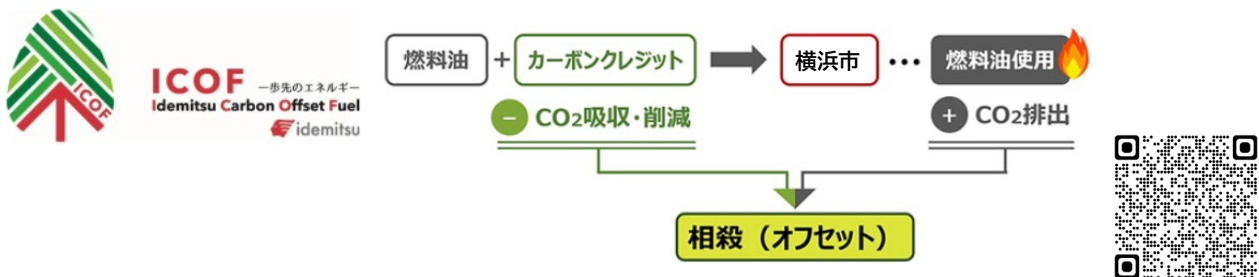 ICOF
ICOF ー歩先のエネルギー
Idemitsu Carbon Offset Fuel
idemitsu
燃料油 + カーボンクレジット 横浜市 ・・・ 燃料油使用
− CO2吸収・削減
+ CO2排出
相殺（オフセット）